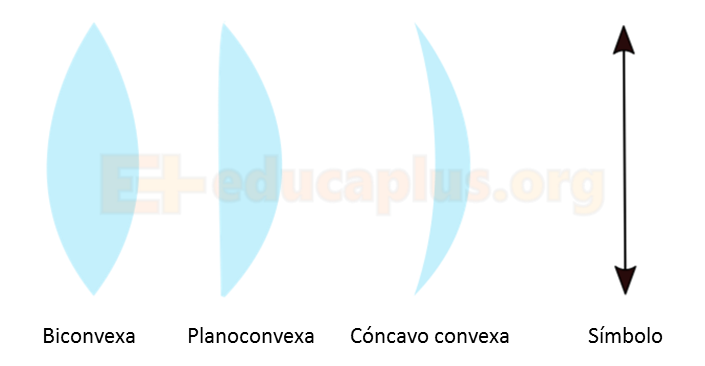 E+educaplus.org
Biconvexa
Planoconvexa
Cóncavo convexa
Símbolo